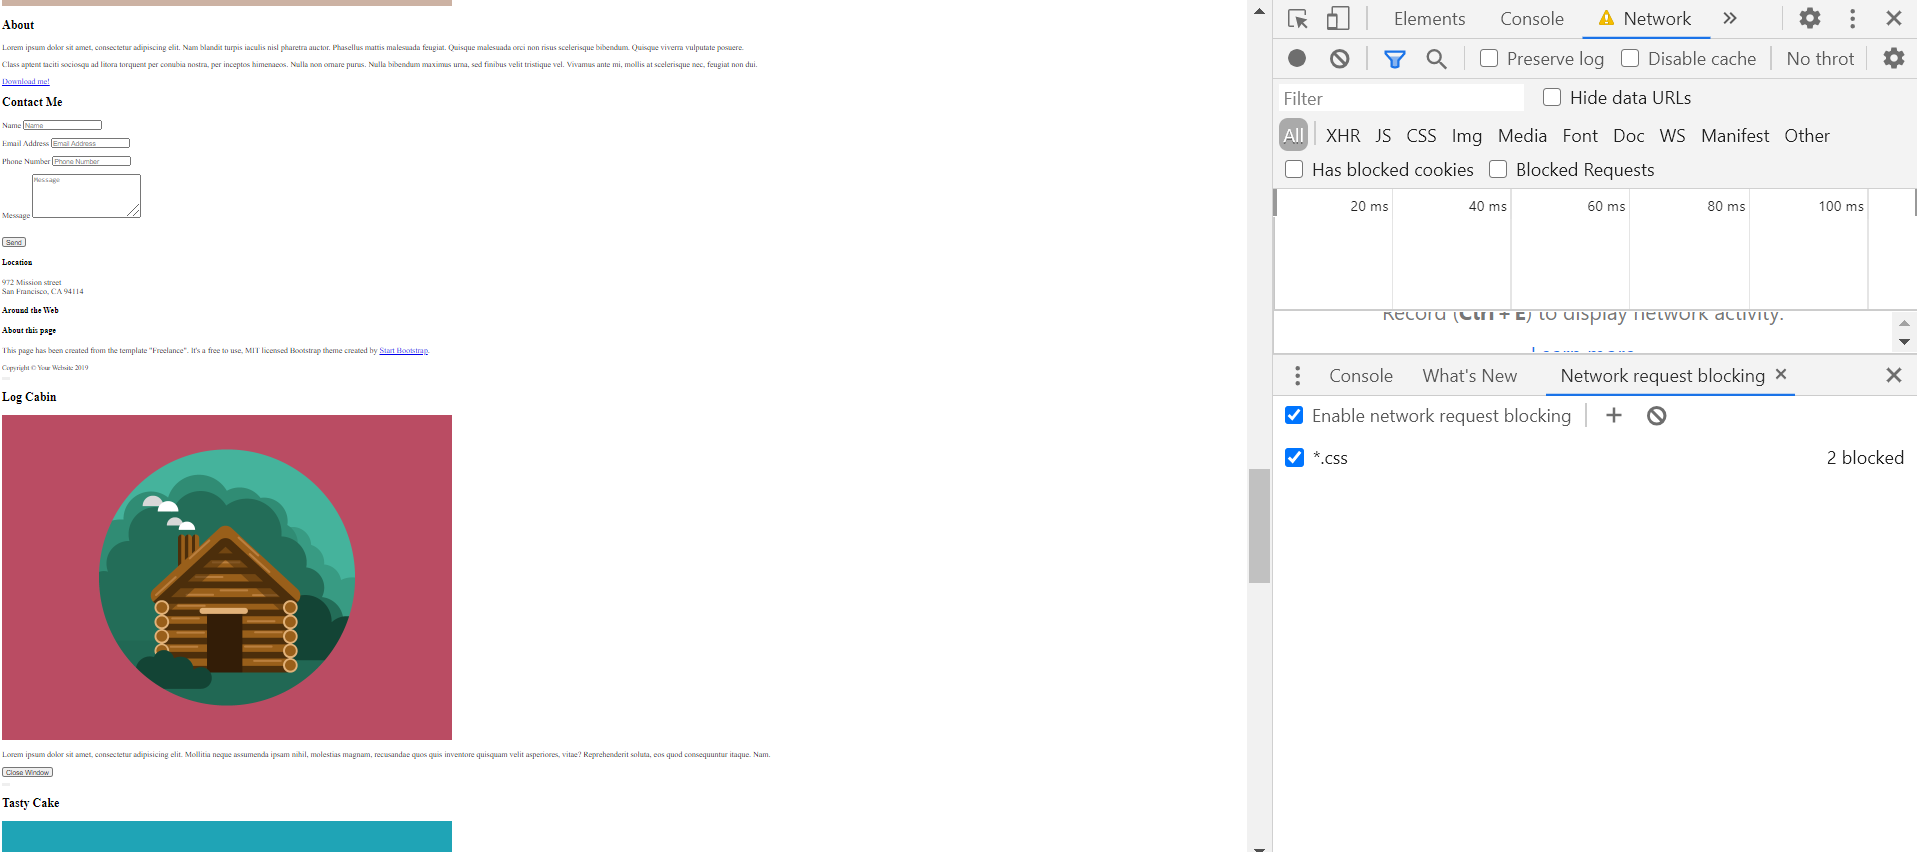 About
Lorem ipsum dolor sit amet, consectetur adipiscing elit. Nam blandit turpis iaculis nisl pharetra auctor. Phasellus mattis malesuada feugiat. Quisque malesuada orci non risus scelerisque bibendum. Quisque viverra vulputate posuere.
Class aptent taciti sociosqu ad litora torquent per conubia nostra, per inceptos himenaeos. Nulla non ornare purus. Nulla bibendum maximus urna, sed finibus velit tristique vel. Vivamus ante mi, mollis at scelerisque nec, feugiat non dui.
Download me!
Contact Me
Name Name
Email Address Email Address
Phone Number Phone Number
Message
Message
Send
Location
972 Mission street
San Francisco, CA 94114
Around the Web
About this page
This page has been created from the template "Freelance". It's a free to use, MIT licensed Bootstrap theme created by Start Bootstrap.
Copyright © Your Website 2019
Log Cabin
Lorem ipsum dolor sit amet, consectetur adipisicing elit. Mollitia neque assumenda ipsam nihil, molestias magnam, recusandae quos quis inventore quisquam velit asperiores, vitae? Reprehenderit soluta, eos quod consequuntur itaque. Nam.
Close Window
Tasty Cake
Elements Console Network
Preserve log Disable cache No throt
Filter Hide data URLs
All XHR JS CSS Img Media Font Doc WS Manifest Other
Has blocked cookies Blocked Requests
20 ms 40 ms 60 ms 80 ms 100 ms
Record (Ctrl + E) to display network activity.
Learn more
Console What's New Network request blocking
Enable network request blocking
*.css 2 blocked